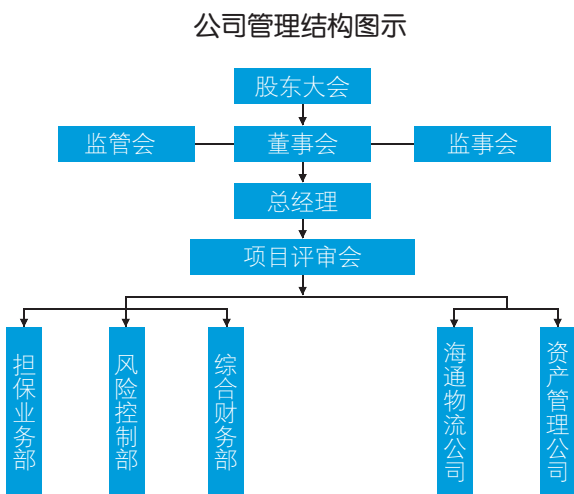 公司管理结构图示
股东大会
监管会
董事会
监事会
总经理
项目评审会
担保业务部
风险控制部
综合财务部
海通物流公司
资产管理公司